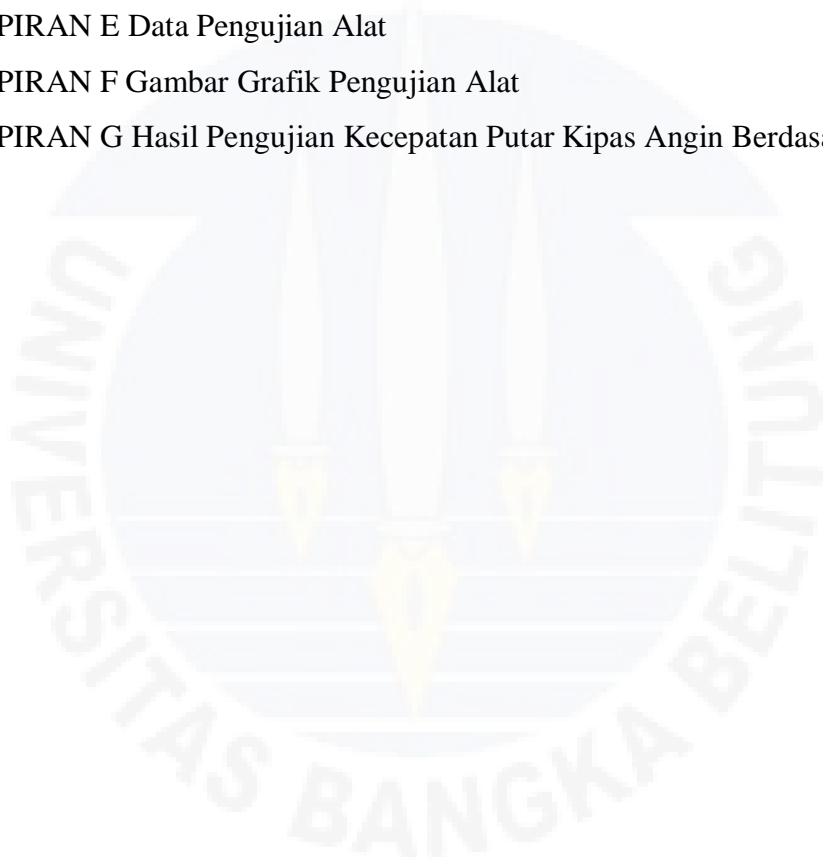 PIRAN E Data Pengujian Alat
PIRAN F Gambar Grafik Pengujian Alat
PIRAN G Hasil Pengujian Kecepatan Putar Kipas Angin Berdasa
UNIVERSITAS BANGKA BELITUNG